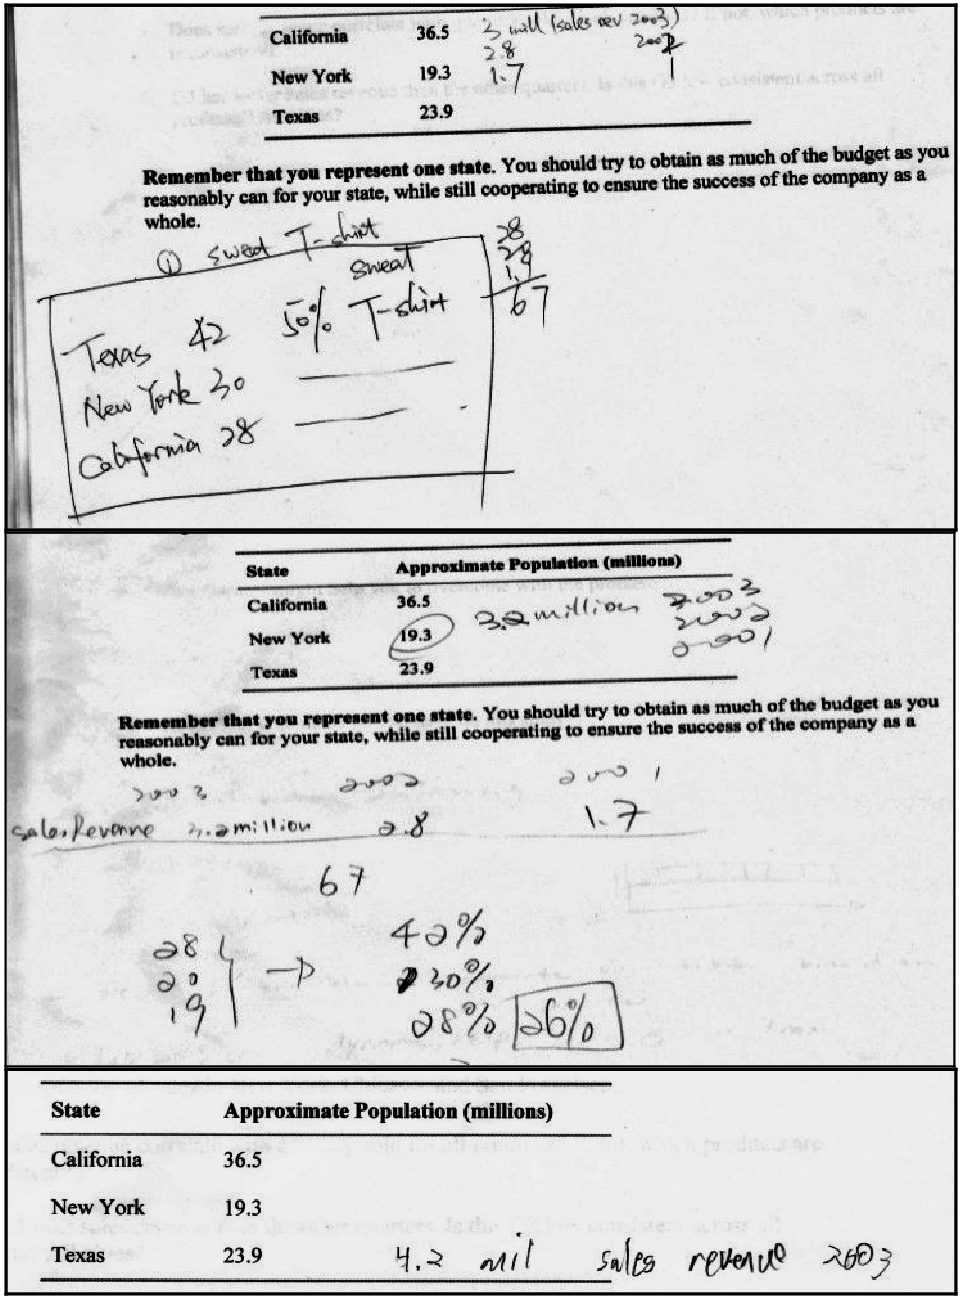 California 36.5 3 mill (sales rev 2003)
2.8 2002
New York 19.3 1.7 1
Texas 23.9
Remember that you represent one state. You should try to obtain as much of the budget as you
reasonably can for your state, while still cooperating to ensure the success of the company as a
whole.
① sweat T-shirt
28
sweat
67
Texas 42 50% T-shirt
New York 30
California 28
State Approximate Population (millions)
California 36.5
3.2 million 2003
2002
New York 19.3
2001
Texas 23.9
Remember that you represent one state. You should try to obtain as much of the budget as you
reasonably can for your state, while still cooperating to ensure the success of the company as a
whole.
2003 2002 2001
Sales Revenue 3.2 million 2.8 1.7
67
28 42%
20 30%
19 28% 26%
State Approximate Population (millions)
California 36.5
New York 19.3
Texas 23.9 4.2 mil sales revenue 2003